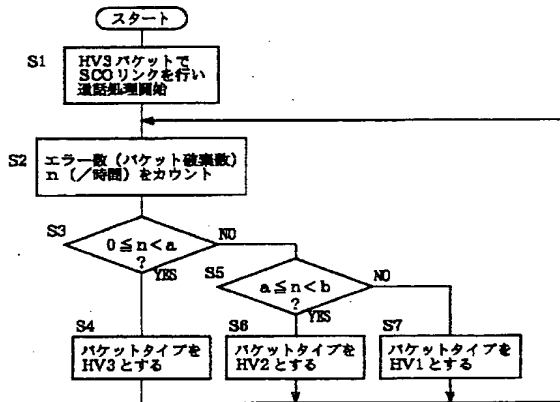 スタート
S1
HV3パケットで
SCOリンクを行い
通話処理開始
S2
エラー数(パケット破棄数)
n(/時間)をカウント
S3
0≦n<a
?
NO
YES
S5
a≦n<b
?
NO
YES
S4
パケットタイプを
HV3とする
S6
パケットタイプを
HV2とする
S7
パケットタイプを
HV1とする